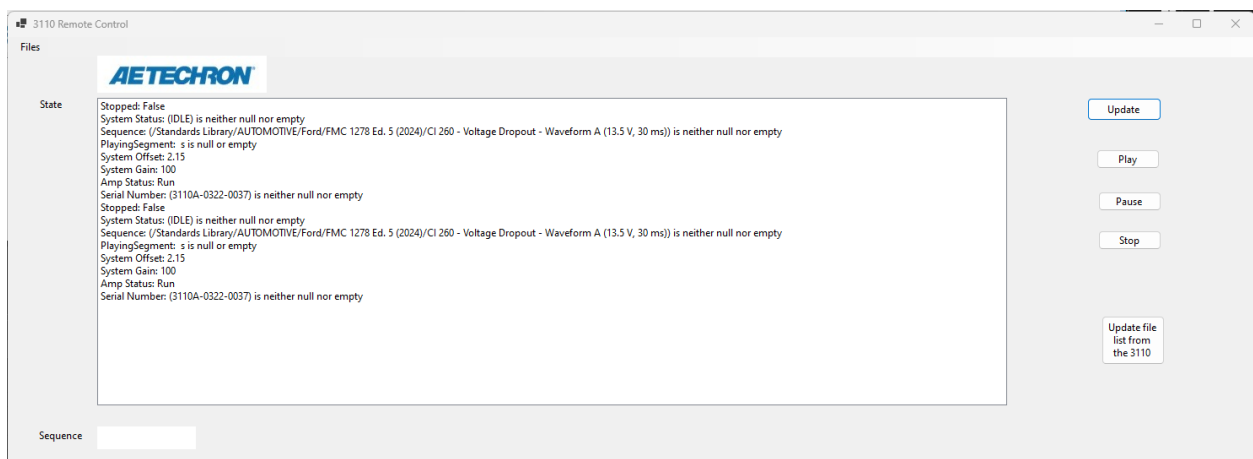 3110 Remote Control
Files
AE TECHRON
State
Stopped: False
System Status: (IDLE) is neither null nor empty
Sequence: (/Standards Library/AUTOMOTIVE/Ford/FMC 1278 Ed. 5 (2024)/CI 260 - Voltage Dropout - Waveform A (13.5 V, 30 ms)) is neither null nor empty
PlayingSegment:  s is null or empty
System Offset: 2.15
System Gain: 100
Amp Status: Run
Serial Number: (3110A-0322-0037) is neither null nor empty
Stopped: False
System Status: (IDLE) is neither null nor empty
Sequence: (/Standards Library/AUTOMOTIVE/Ford/FMC 1278 Ed. 5 (2024)/CI 260 - Voltage Dropout - Waveform A (13.5 V, 30 ms)) is neither null nor empty
PlayingSegment:  s is null or empty
System Offset: 2.15
System Gain: 100
Amp Status: Run
Serial Number: (3110A-0322-0037) is neither null nor empty
Update
Play
Pause
Stop
Update file
list from
the 3110
Sequence